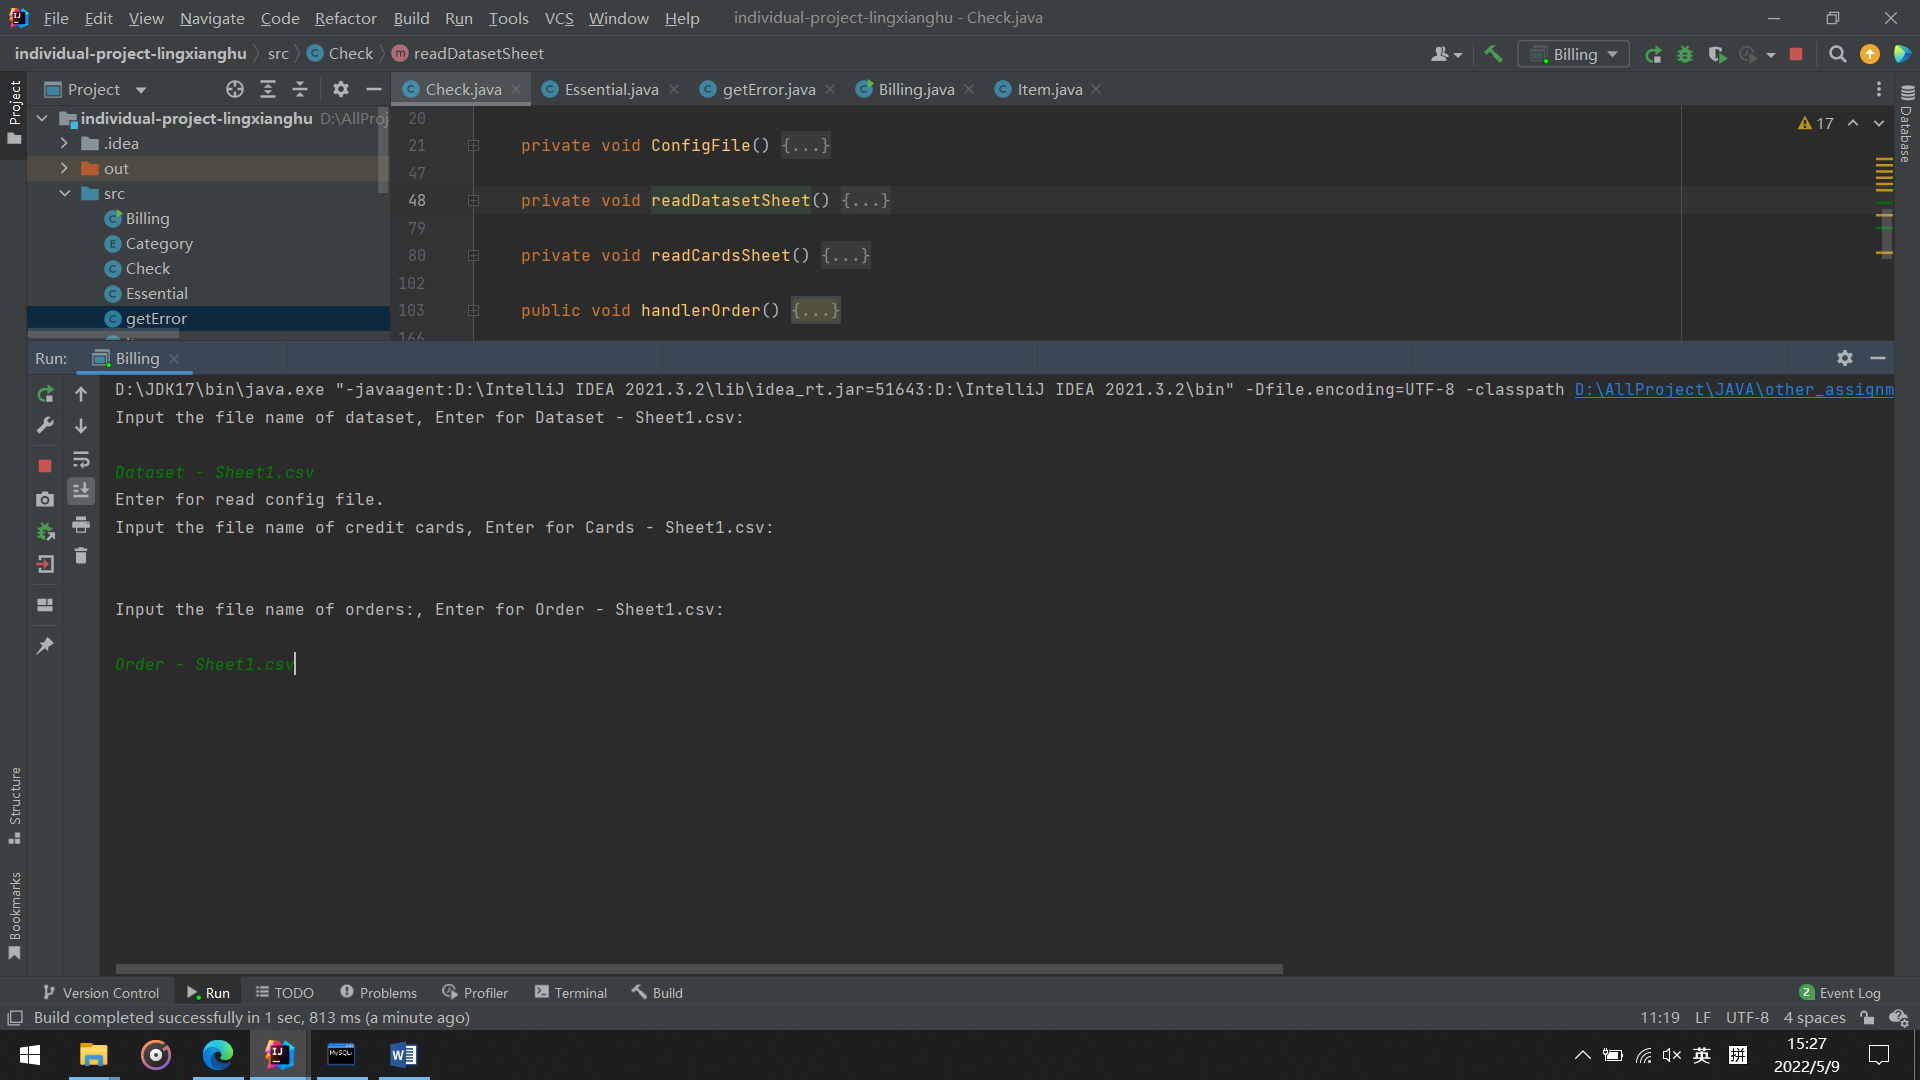 File Edit View Navigate Code Refactor Build Run Tools VCS Window Help individual-project-lingxianghu - Check.java
individual-project-lingxianghu src Check readDatasetSheet Billing
Project
Check.java Essential.java getError.java Billing.java Item.java
Project
individual-project-lingxianghu D:\AllProj
.idea
out
src
Billing
Category
Check
Essential
getError
20
21 private void ConfigFile() {...}
47
48 private void readDatasetSheet() {...}
79
80 private void readCardsSheet() {...}
102
103 public void handlerOrder() {...}
166
17
Database
Run: Billing
D:\JDK17\bin\java.exe "-javaagent:D:\IntelliJ IDEA 2021.3.2\lib\idea_rt.jar=51643:D:\IntelliJ IDEA 2021.3.2\bin" -Dfile.encoding=UTF-8 -classpath D:\AllProject\JAVA\other_assignm
Input the file name of dataset, Enter for Dataset - Sheet1.csv:
Dataset - Sheet1.csv
Enter for read config file.
Input the file name of credit cards, Enter for Cards - Sheet1.csv:
Input the file name of orders:, Enter for Order - Sheet1.csv:
Order - Sheet1.csv
Structure
Bookmarks
Version Control Run TODO Problems Profiler Terminal Build 2 Event Log
Build completed successfully in 1 sec, 813 ms (a minute ago) 11:19 LF UTF-8 4 spaces
英 拼 15:27
2022/5/9